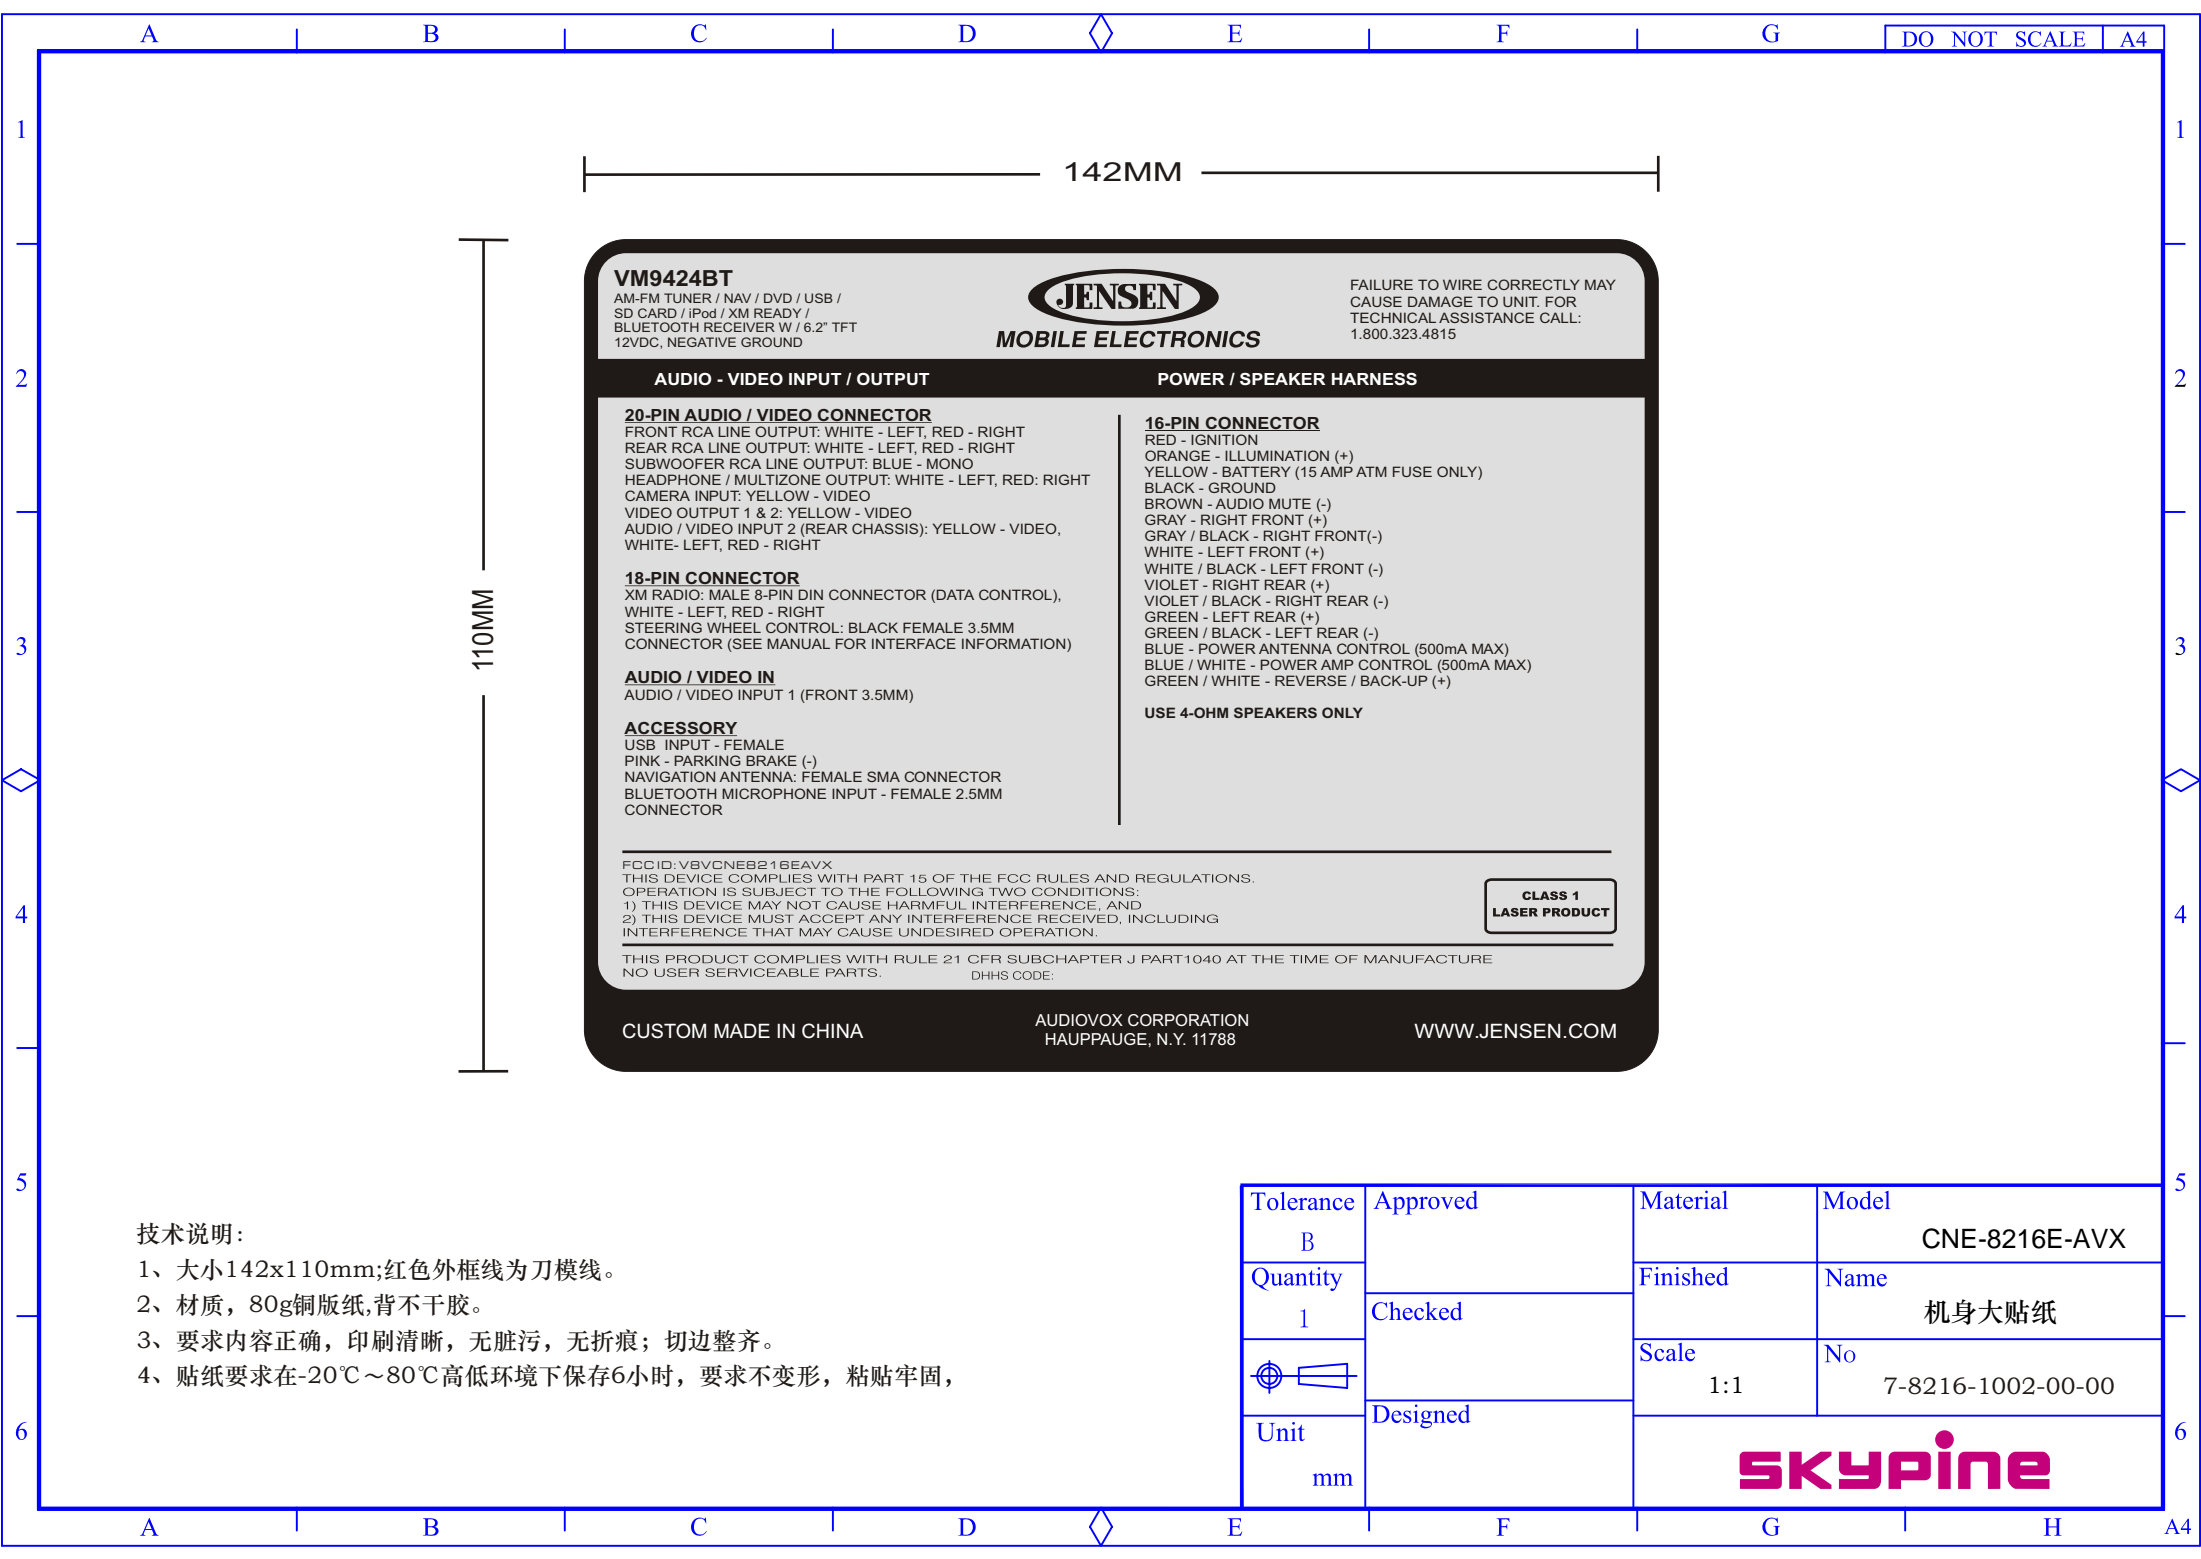 A B C D E F G DO NOT SCALE A4
1 1
2 2
3 3
4 4
5 5
6 6
142MM
110MM
VM9424BT
AM-FM TUNER / NAV / DVD / USB /
SD CARD / iPod / XM READY /
BLUETOOTH RECEIVER W / 6.2" TFT
12VDC, NEGATIVE GROUND
JENSEN
MOBILE ELECTRONICS
FAILURE TO WIRE CORRECTLY MAY
CAUSE DAMAGE TO UNIT. FOR
TECHNICAL ASSISTANCE CALL:
1.800.323.4815
AUDIO - VIDEO INPUT / OUTPUT
POWER / SPEAKER HARNESS
20-PIN AUDIO / VIDEO CONNECTOR
FRONT RCA LINE OUTPUT: WHITE - LEFT, RED - RIGHT
REAR RCA LINE OUTPUT: WHITE - LEFT, RED - RIGHT
SUBWOOFER RCA LINE OUTPUT: BLUE - MONO
HEADPHONE / MULTIZONE OUTPUT: WHITE - LEFT, RED: RIGHT
CAMERA INPUT: YELLOW - VIDEO
VIDEO OUTPUT 1 & 2: YELLOW - VIDEO
AUDIO / VIDEO INPUT 2 (REAR CHASSIS): YELLOW - VIDEO,
WHITE- LEFT, RED - RIGHT
18-PIN CONNECTOR
XM RADIO: MALE 8-PIN DIN CONNECTOR (DATA CONTROL),
WHITE - LEFT, RED - RIGHT
STEERING WHEEL CONTROL: BLACK FEMALE 3.5MM
CONNECTOR (SEE MANUAL FOR INTERFACE INFORMATION)
AUDIO / VIDEO IN
AUDIO / VIDEO INPUT 1 (FRONT 3.5MM)
ACCESSORY
USB INPUT - FEMALE
PINK - PARKING BRAKE (-)
NAVIGATION ANTENNA: FEMALE SMA CONNECTOR
BLUETOOTH MICROPHONE INPUT - FEMALE 2.5MM
CONNECTOR
16-PIN CONNECTOR
RED - IGNITION
ORANGE - ILLUMINATION (+)
YELLOW - BATTERY (15 AMP ATM FUSE ONLY)
BLACK - GROUND
BROWN - AUDIO MUTE (-)
GRAY - RIGHT FRONT (+)
GRAY / BLACK - RIGHT FRONT(-)
WHITE - LEFT FRONT (+)
WHITE / BLACK - LEFT FRONT (-)
VIOLET - RIGHT REAR (+)
VIOLET / BLACK - RIGHT REAR (-)
GREEN - LEFT REAR (+)
GREEN / BLACK - LEFT REAR (-)
BLUE - POWER ANTENNA CONTROL (500mA MAX)
BLUE / WHITE - POWER AMP CONTROL (500mA MAX)
GREEN / WHITE - REVERSE / BACK-UP (+)
USE 4-OHM SPEAKERS ONLY
FCC ID: V8VCNE8216EAVX
THIS DEVICE COMPLIES WITH PART 15 OF THE FCC RULES AND REGULATIONS.
OPERATION IS SUBJECT TO THE FOLLOWING TWO CONDITIONS:
1) THIS DEVICE MAY NOT CAUSE HARMFUL INTERFERENCE, AND
2) THIS DEVICE MUST ACCEPT ANY INTERFERENCE RECEIVED, INCLUDING
INTERFERENCE THAT MAY CAUSE UNDESIRED OPERATION.
CLASS 1
LASER PRODUCT
THIS PRODUCT COMPLIES WITH RULE 21 CFR SUBCHAPTER J PART1040 AT THE TIME OF MANUFACTURE
NO USER SERVICEABLE PARTS. DHHS CODE:
CUSTOM MADE IN CHINA
AUDIOVOX CORPORATION
HAUPPAUGE, N.Y. 11788
WWW.JENSEN.COM
技术说明:
1、大小142x110mm;红色外框线为刀模线。
2、材质，80g铜版纸,背不干胶。
3、要求内容正确，印刷清晰，无脏污，无折痕；切边整齐。
4、贴纸要求在-20℃～80℃高低环境下保存6小时，要求不变形，粘贴牢固，
Tolerance
B
Quantity
1
Unit
mm
Approved
Checked
Designed
Material
Finished
Scale
1:1
Model
CNE-8216E-AVX
Name
机身大贴纸
No
7-8216-1002-00-00
skypine
A B C D E F G H A4